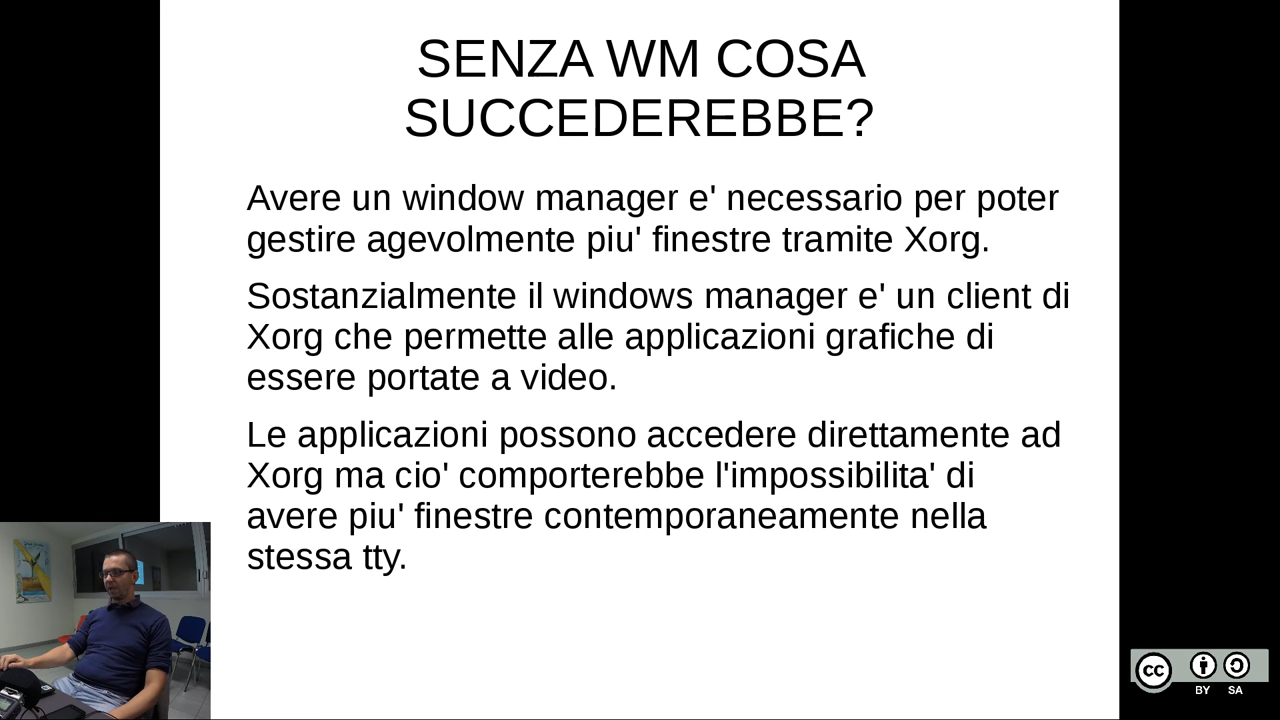 SENZA WM COSA
SUCCEDEREBBE?
Avere un window manager e' necessario per poter
gestire agevolmente piu' finestre tramite Xorg.
Sostanzialmente il windows manager e' un client di
Xorg che permette alle applicazioni grafiche di
essere portate a video.
Le applicazioni possono accedere direttamente ad
Xorg ma cio' comporterebbe l'impossibilita' di
avere piu' finestre contemporaneamente nella
stessa tty.
cc
BY SA